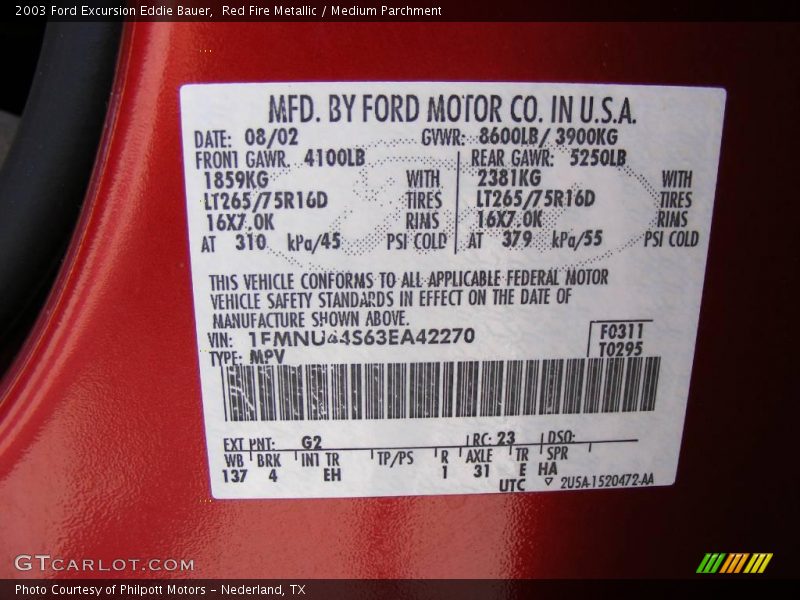 2003 Ford Excursion Eddie Bauer, Red Fire Metallic / Medium Parchment
MFD. BY FORD MOTOR CO. IN U.S.A.
DATE: 08/02 GVWR: 8600LB/ 3900KG
FRONT GAWR: 4100LB REAR GAWR: 5250LB
1859KG WITH 2381KG WITH
LT265/75R16D TIRES LT265/75R16D TIRES
16X7.0K RIMS 16X7.0K RIMS
AT 310 kPa/45 PSI COLD AT 379 kPa/55 PSI COLD
THIS VEHICLE CONFORMS TO ALL APPLICABLE FEDERAL MOTOR
VEHICLE SAFETY STANDARDS IN EFFECT ON THE DATE OF
MANUFACTURE SHOWN ABOVE.
VIN: 1FMNU44S63EA42270 F0311
TYPE: MPV T0295
EXT PNT: G2 RC: 23 DSO:
WB BRK INT TR TP/PS R AXLE TR SPR
137 4 EH 1 31 E HA
UTC ▽ 2U5A-1520472-AA
GTCARLOT.COM
Photo Courtesy of Philpott Motors - Nederland, TX